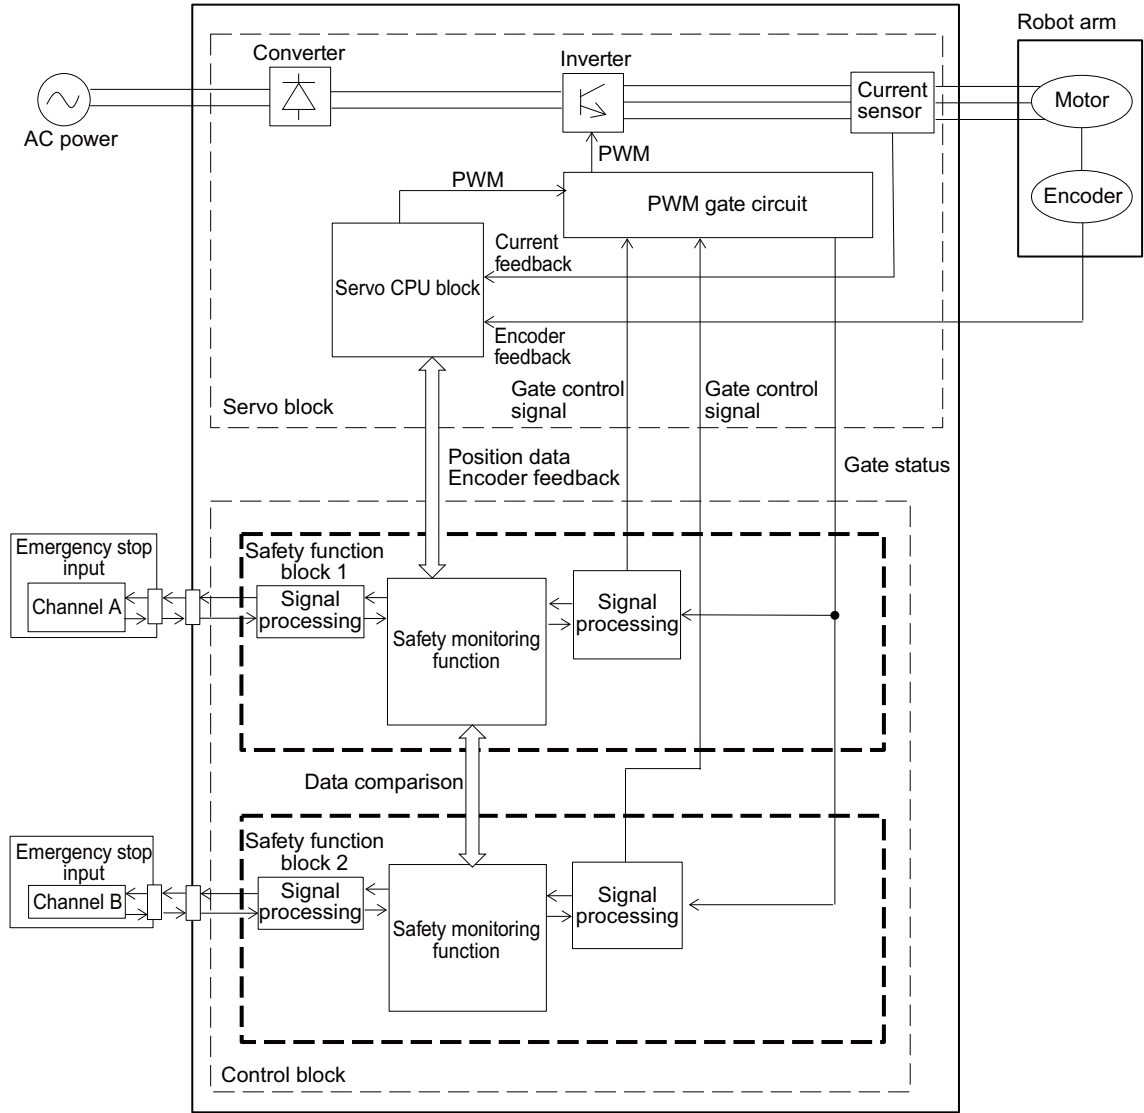 Robot arm
Converter
Inverter
Current
sensor
Motor
AC power
PWM
PWM
PWM gate circuit
Encoder
Current
feedback
Servo CPU block
Encoder
feedback
Gate control
signal
Gate control
signal
Servo block
Position data
Encoder feedback
Gate status
Emergency stop
input
Channel A
Safety function
block 1
Signal
processing
Safety monitoring
function
Signal
processing
Data comparison
Emergency stop
input
Channel B
Safety function
block 2
Signal
processing
Safety monitoring
function
Signal
processing
Control block